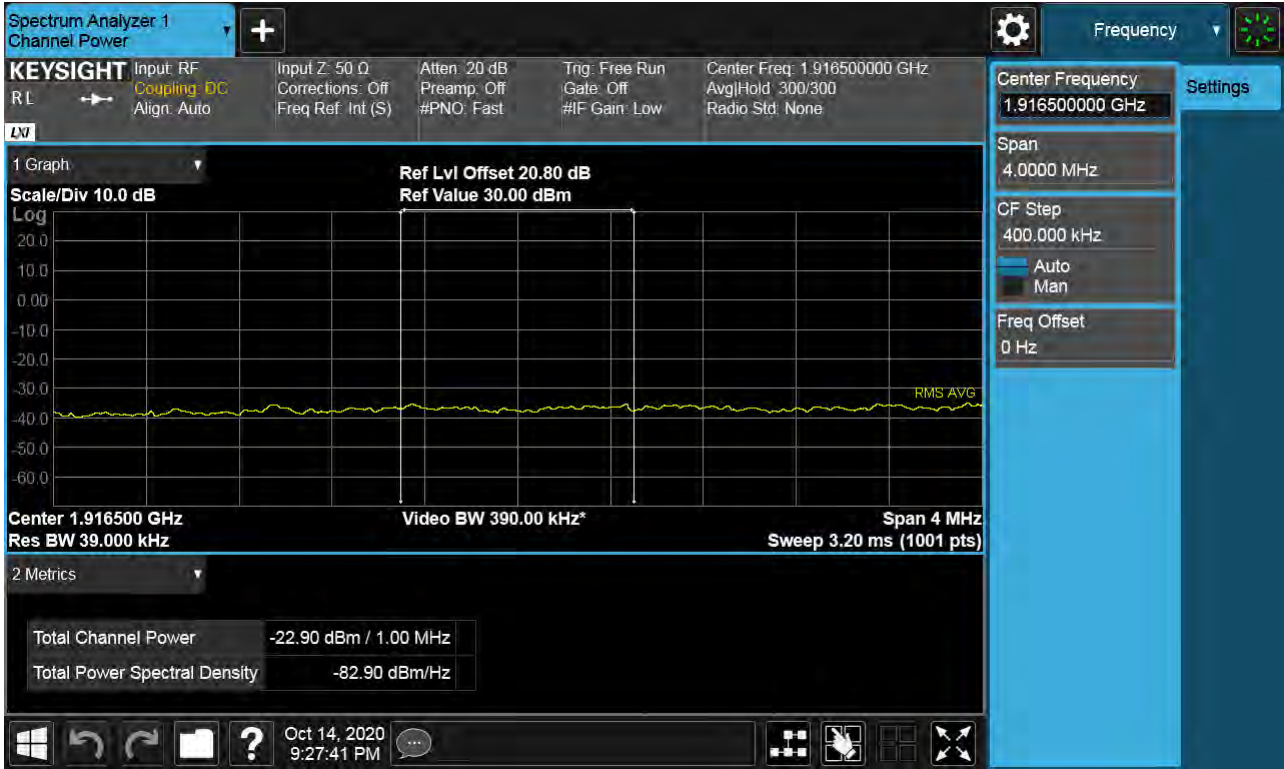 Spectrum Analyzer 1
Channel Power
+
Frequency
KEYSIGHT
RL
LXI
Input: RF
Coupling: DC
Align: Auto
Input Z: 50 Ω
Corrections: Off
Freq Ref: Int (S)
Atten: 20 dB
Preamp: Off
#PNO: Fast
Trig: Free Run
Gate: Off
#IF Gain: Low
Center Freq: 1.916500000 GHz
Avg|Hold: 300/300
Radio Std: None
Center Frequency
1.916500000 GHz
Settings
Span
4.0000 MHz
CF Step
400.000 kHz
Auto
Man
Freq Offset
0 Hz
1 Graph
Scale/Div 10.0 dB
Ref Lvl Offset 20.80 dB
Ref Value 30.00 dBm
Log
20.0
10.0
0.00
-10.0
-20.0
-30.0
-40.0
-50.0
-60.0
RMS AVG
Center 1.916500 GHz
Res BW 39.000 kHz
Video BW 390.00 kHz*
Span 4 MHz
Sweep 3.20 ms (1001 pts)
2 Metrics
Total Channel Power -22.90 dBm / 1.00 MHz
Total Power Spectral Density -82.90 dBm/Hz
?
Oct 14, 2020
9:27:41 PM